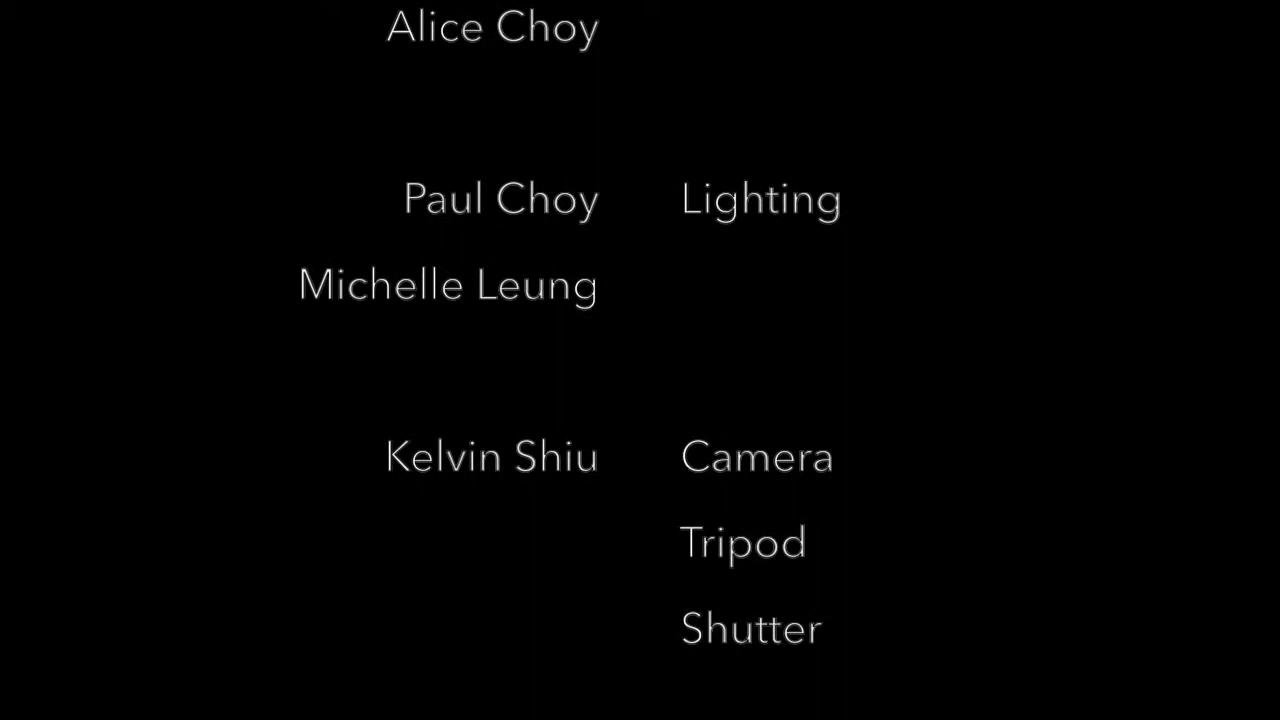 Alice Choy
Paul Choy Lighting
Michelle Leung
Kelvin Shiu Camera
Tripod
Shutter